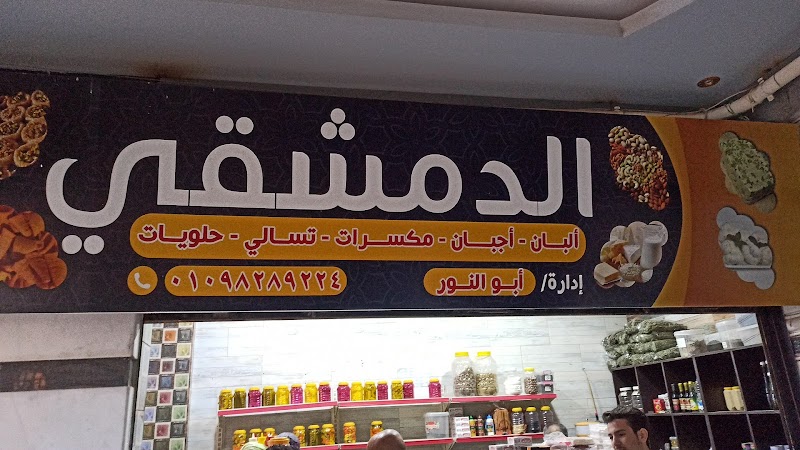 الدمشقي
ألبان - أجبان - مكسرات - تسالي - حلويات
إدارة/ أبو النور ٠١٠٩٨٢٨٩٢٢٤